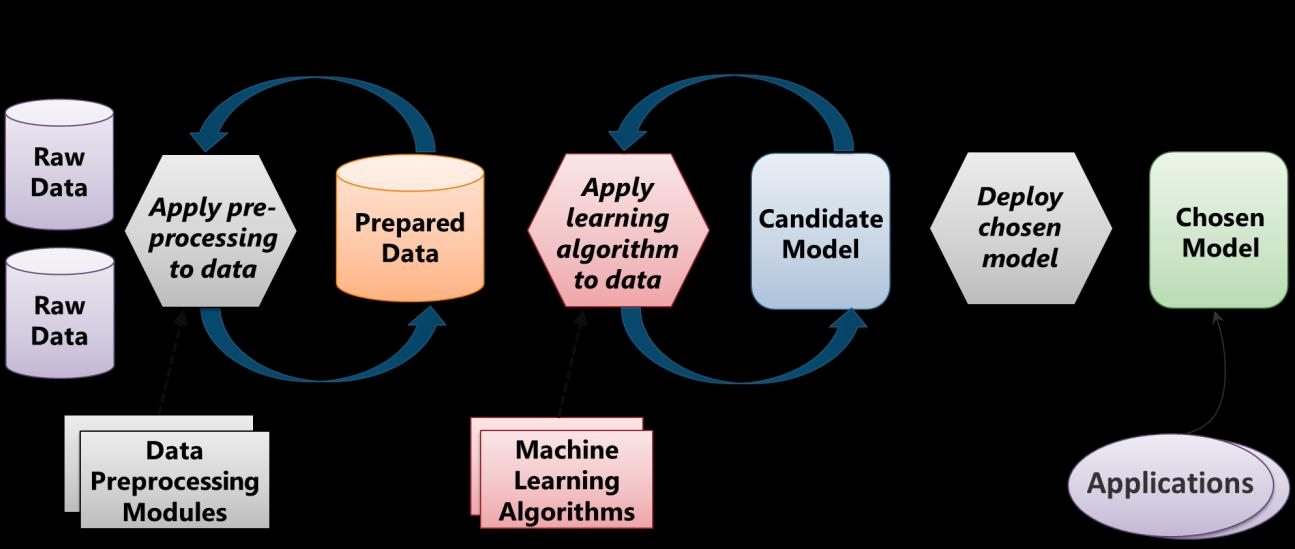 Raw
Data
Raw
Data
Apply pre-
processing
to data
Prepared
Data
Apply
learning
algorithm
to data
Candidate
Model
Deploy
chosen
model
Chosen
Model
Data
Preprocessing
Modules
Machine
Learning
Algorithms
Applications